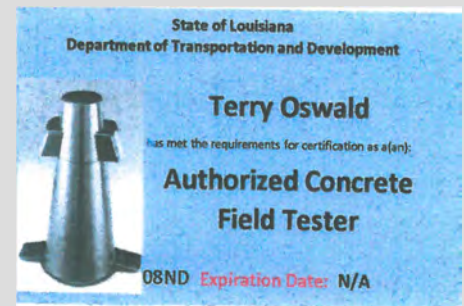 State of Louisiana
Department of Transportation and Development
Terry Oswald
has met the requirements for certification as a(an):
Authorized Concrete
Field Tester
08ND Expiration Date: N/A